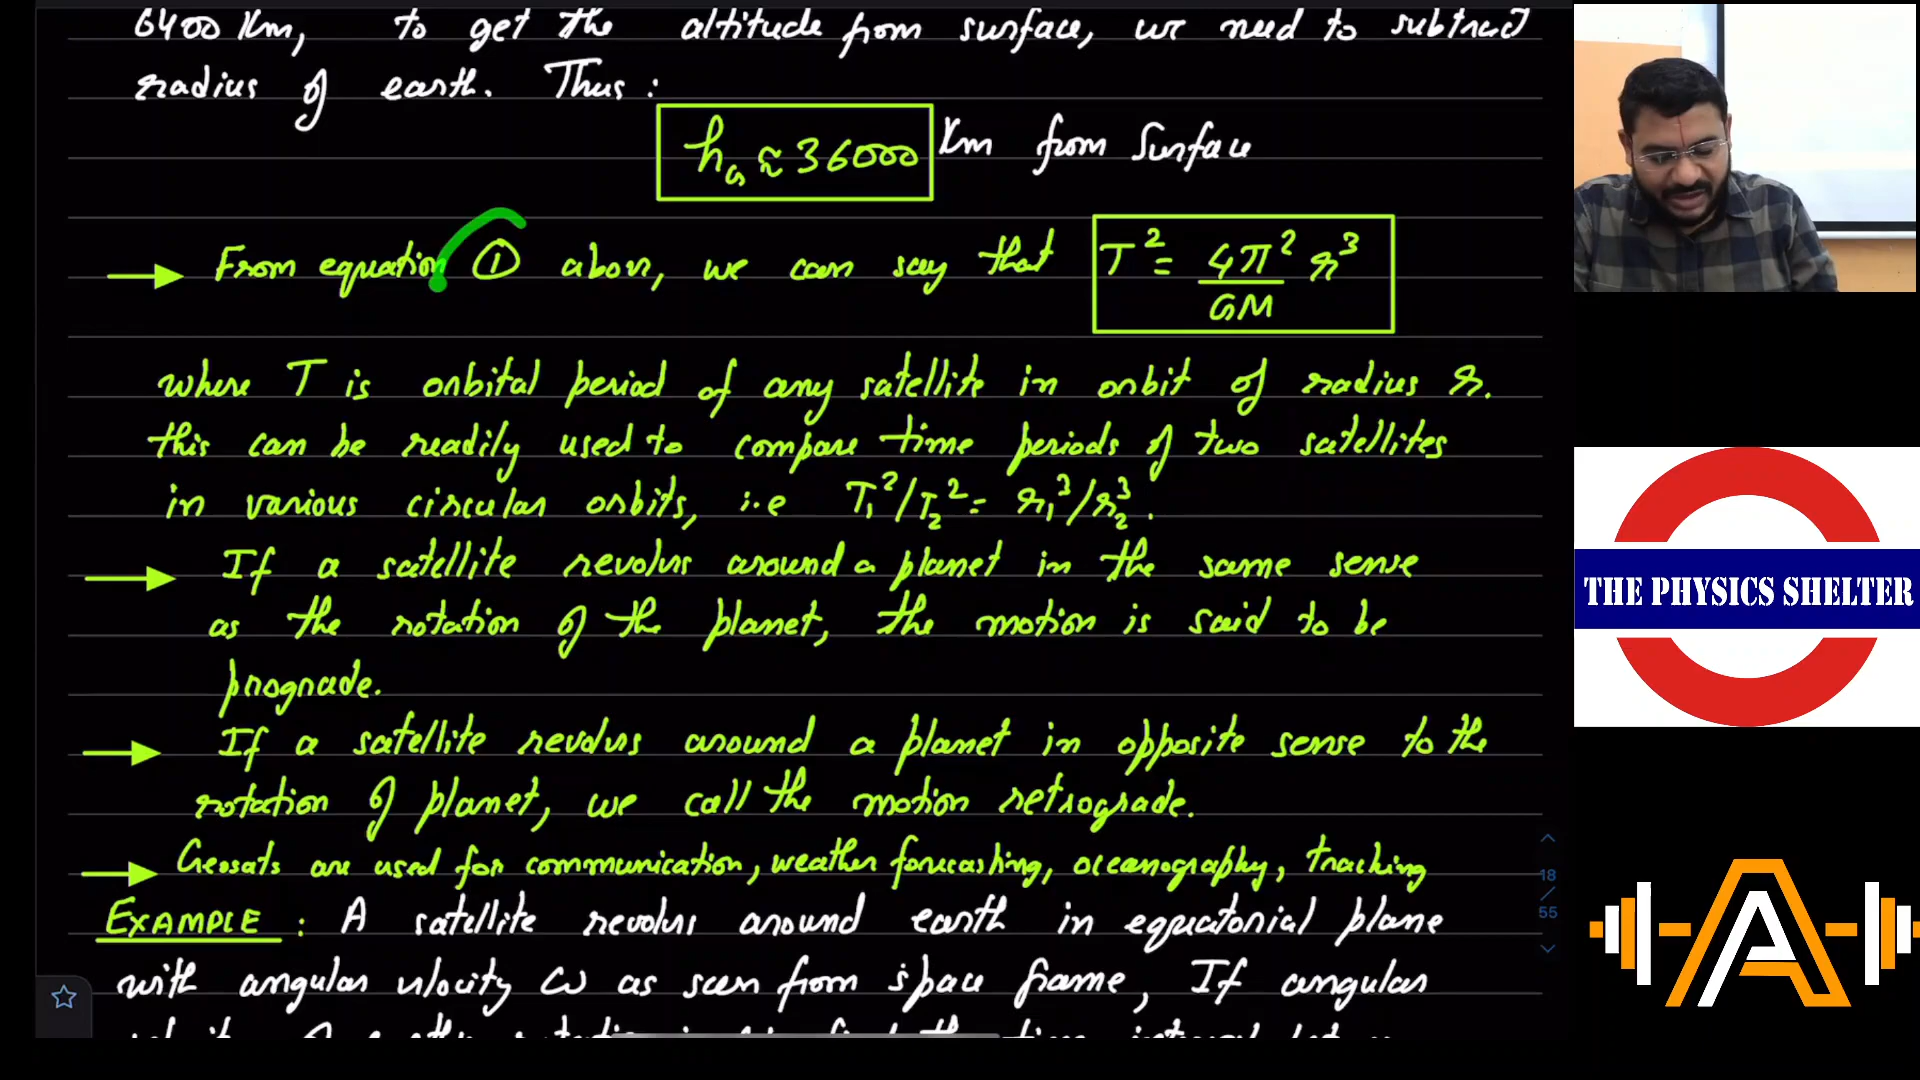 6400 Km, to get the altitude from surface, we need to subtract
radius of earth. Thus :
hG ≈ 36000 Km from Surface
→ From equation ① above, we can say that T² = 4π²/GM r³
where T is orbital period of any satellite in orbit of radius r.
this can be readily used to compare time periods of two satellites
in various circular orbits, i.e T₁²/T₂² = r₁³/r₂³.
→ If a satellite revolves around a planet in the same sense
as the rotation of the planet, the motion is said to be
prograde.
→ If a satellite revolves around a planet in opposite sense to the
rotation of planet, we call the motion retrograde.
→ Geosats are used for communication, weather forecasting, oceanography, tracking
EXAMPLE : A satellite revolves around earth in equatorial plane
with angular velocity ω as seen from space frame, If angular
18
55
THE PHYSICS SHELTER